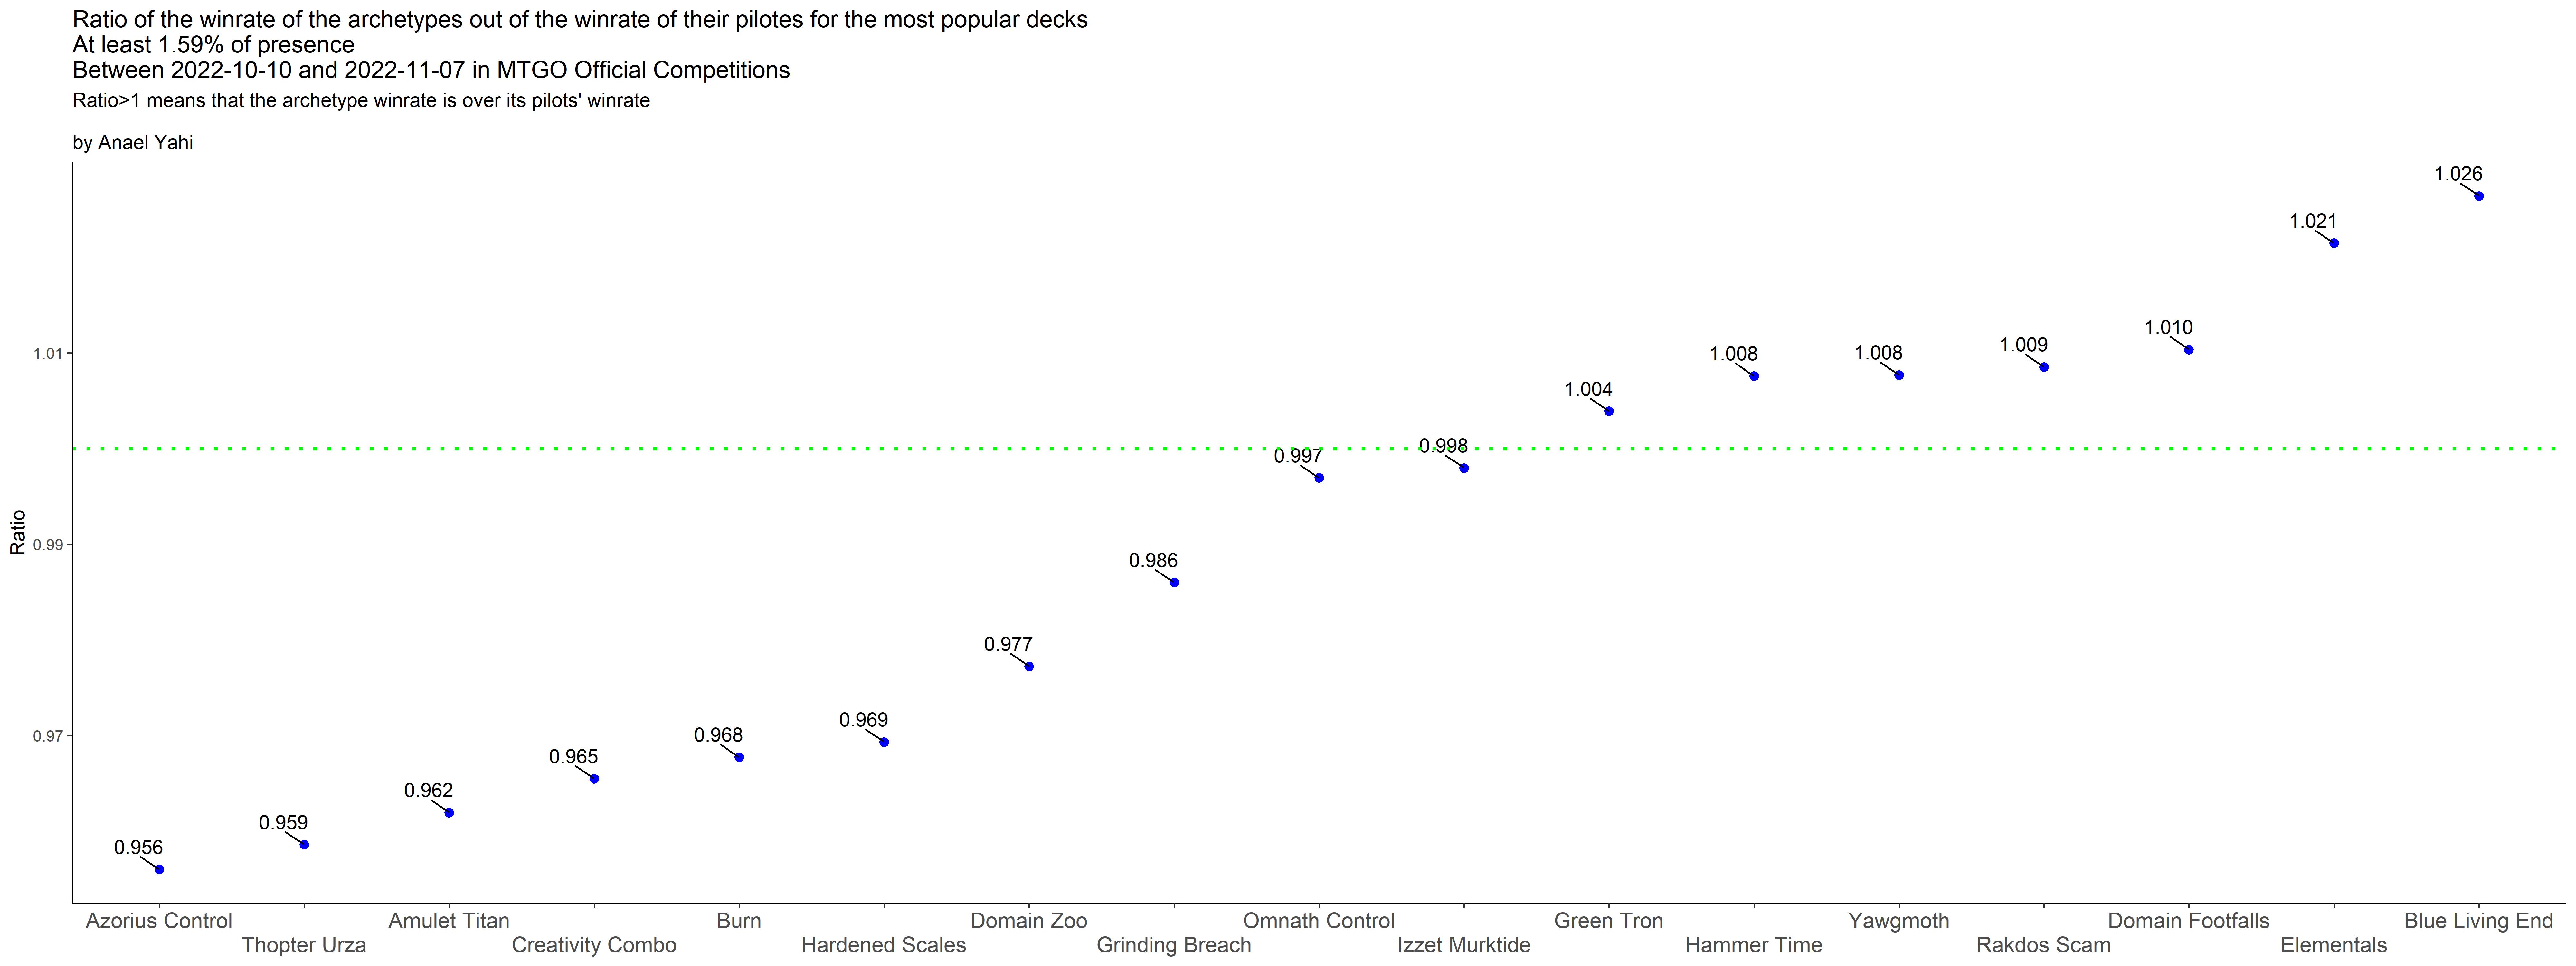 Ratio of the winrate of the archetypes out of the winrate of their pilotes for the most popular decks
At least 1.59% of presence
Between 2022-10-10 and 2022-11-07 in MTGO Official Competitions
Ratio>1 means that the archetype winrate is over its pilots' winrate
by Anael Yahi
1.026
1.021
1.010
1.009
1.008
1.008
1.004
0.998
0.997
0.986
0.977
0.969
0.968
0.965
0.962
0.959
0.956
1.01
0.99
0.97
Ratio
Azorius Control
Thopter Urza
Amulet Titan
Creativity Combo
Burn
Hardened Scales
Domain Zoo
Grinding Breach
Omnath Control
Izzet Murktide
Green Tron
Hammer Time
Yawgmoth
Rakdos Scam
Domain Footfalls
Elementals
Blue Living End